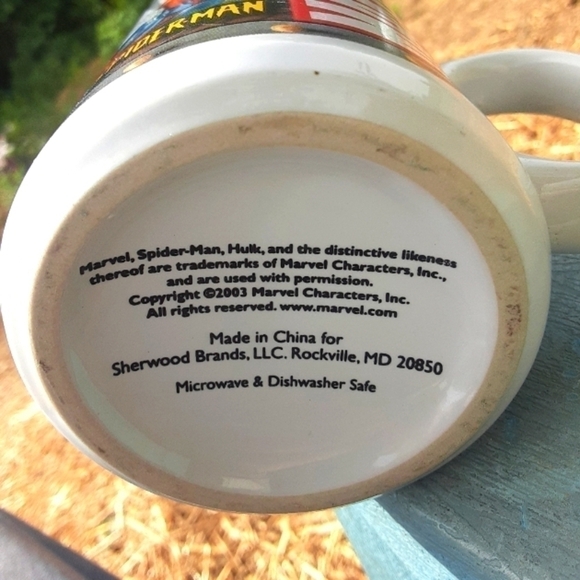 SPIDER-MAN
Marvel, Spider-Man, Hulk, and the distinctive likeness
thereof are trademarks of Marvel Characters, Inc.,
and are used with permission.
Copyright ©2003 Marvel Characters, Inc.
All rights reserved. www.marvel.com
Made in China for
Sherwood Brands, LLC. Rockville, MD 20850
Microwave & Dishwasher Safe